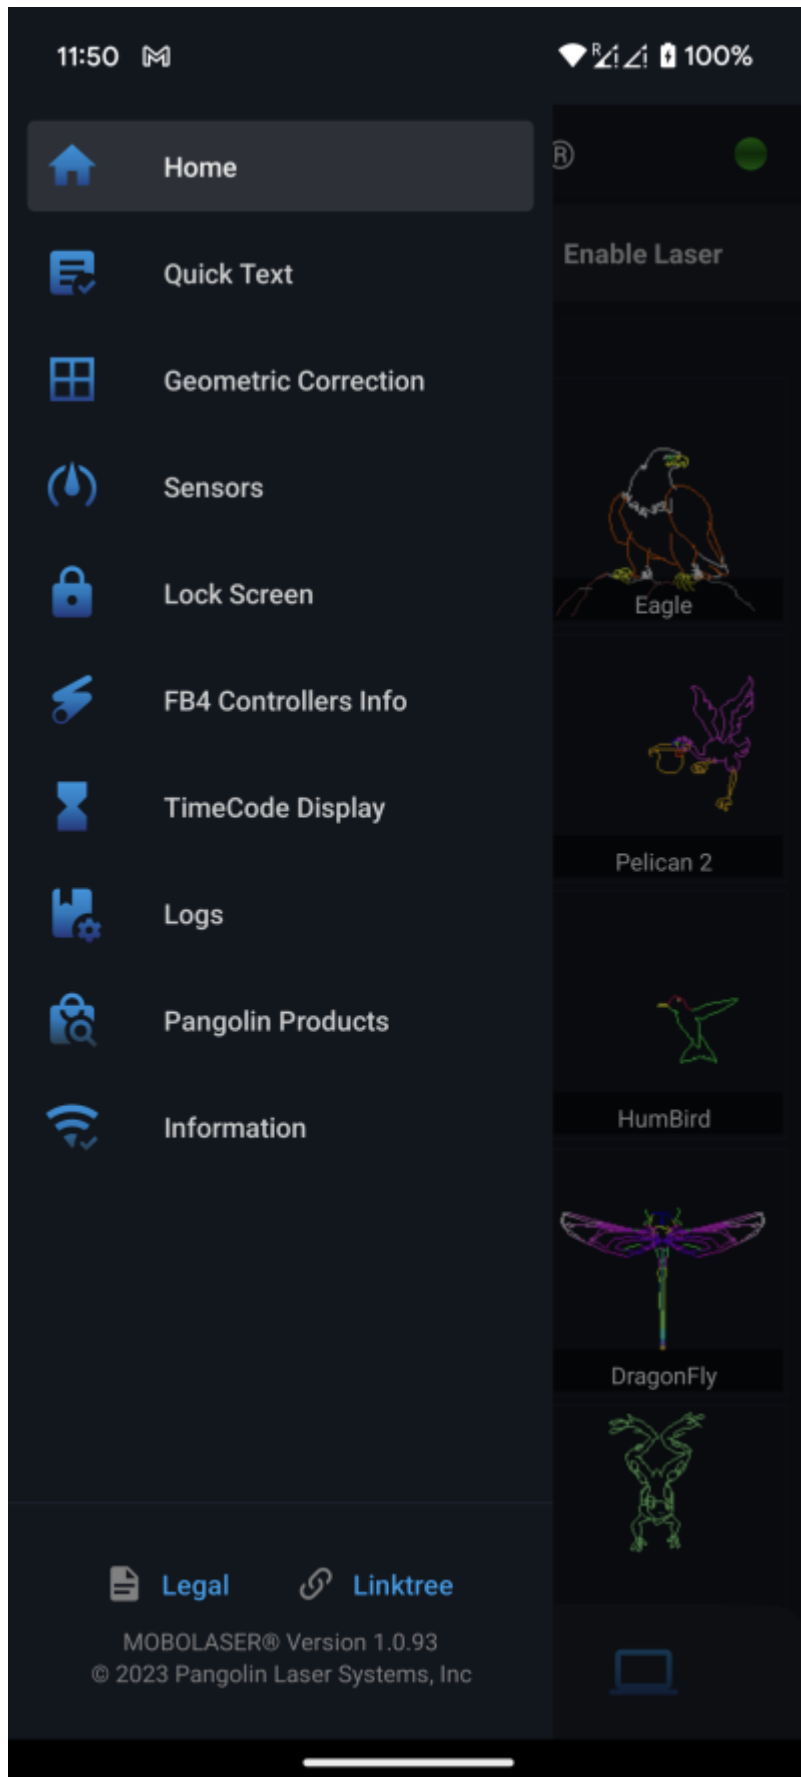 11:50
R
100%
Home
®
Quick Text
Enable Laser
Geometric Correction
Sensors
Lock Screen
Eagle
FB4 Controllers Info
TimeCode Display
Pelican 2
Logs
Pangolin Products
Information
HumBird
DragonFly
Legal
Linktree
MOBOLASER® Version 1.0.93
© 2023 Pangolin Laser Systems, Inc